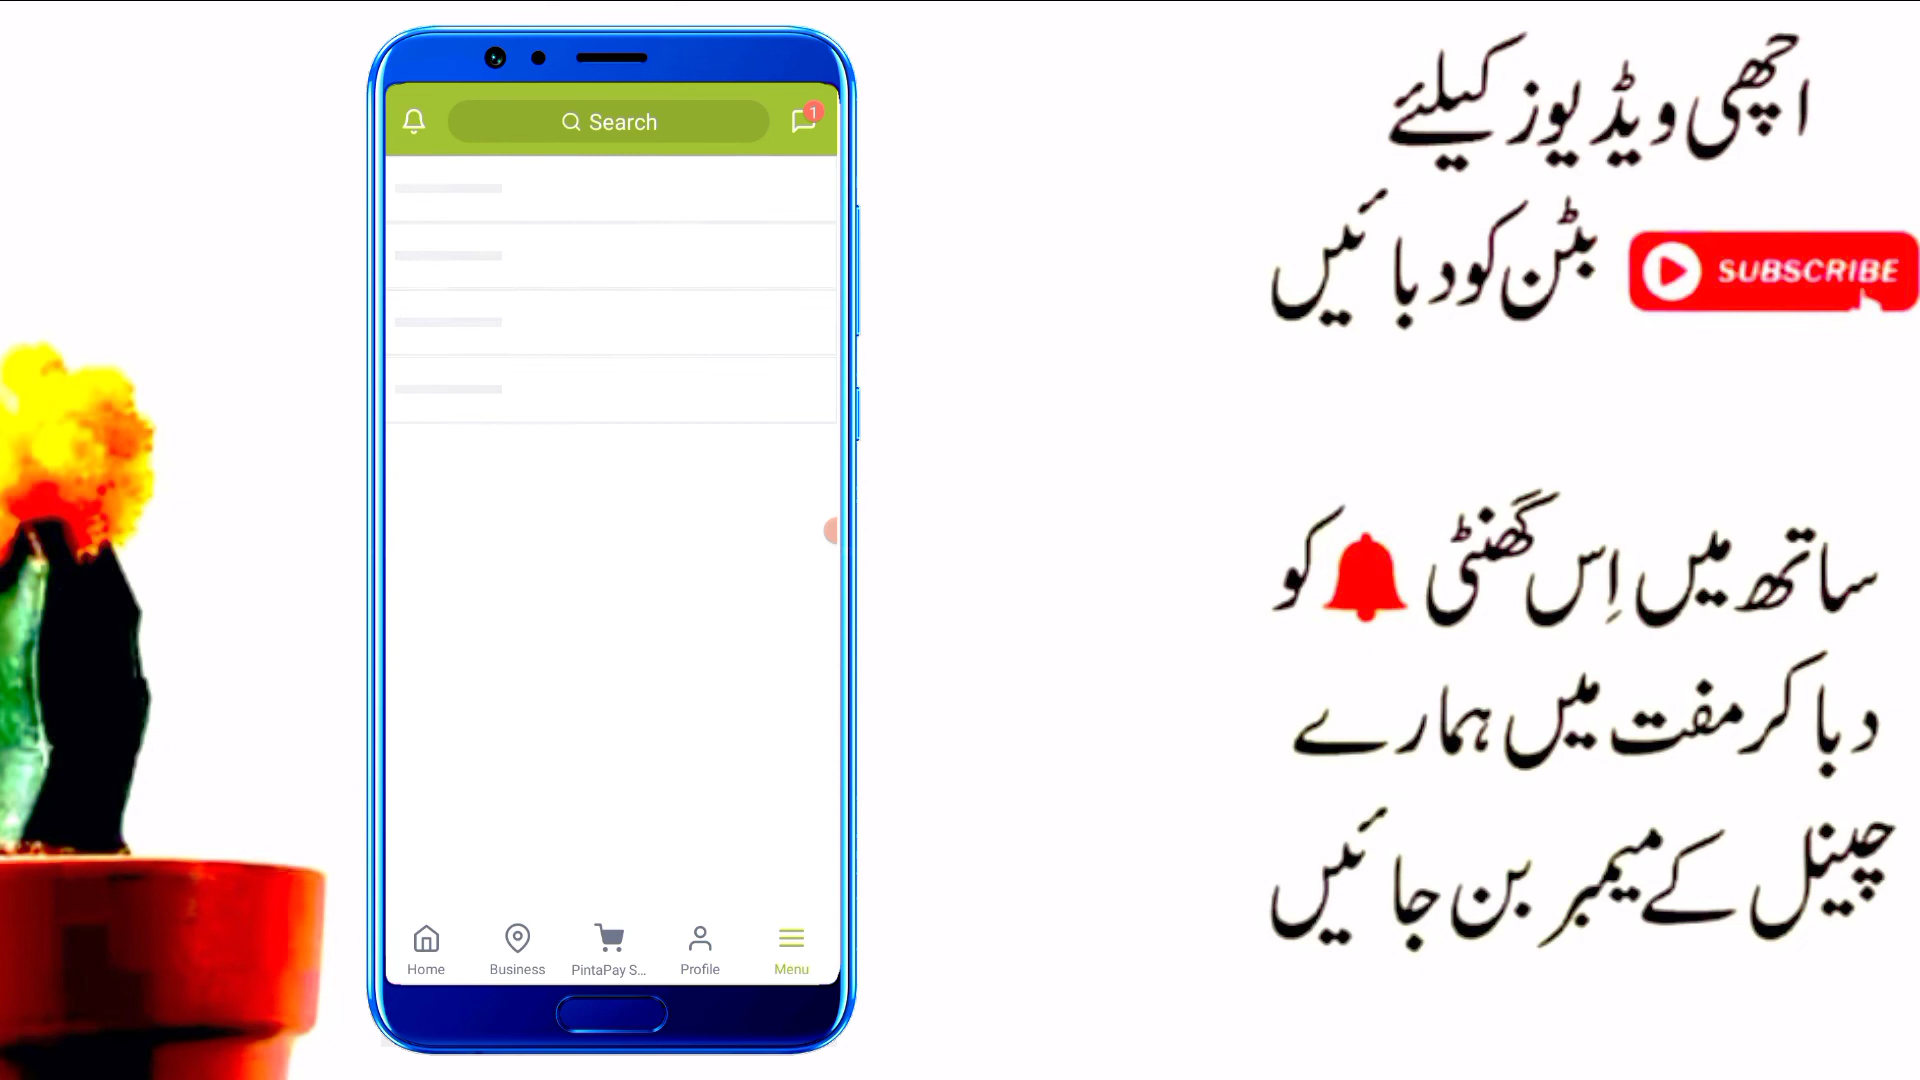 Search
1
Home
Business
PintaPay S...
Profile
Menu
اچھی ویڈیوز کیلئے
SUBSCRIBE بٹن کو دبائیں
ساتھ میں اِس گھنٹی کو
دبا کر مفت میں ہمارے
چینل کے میمبر بن جائیں